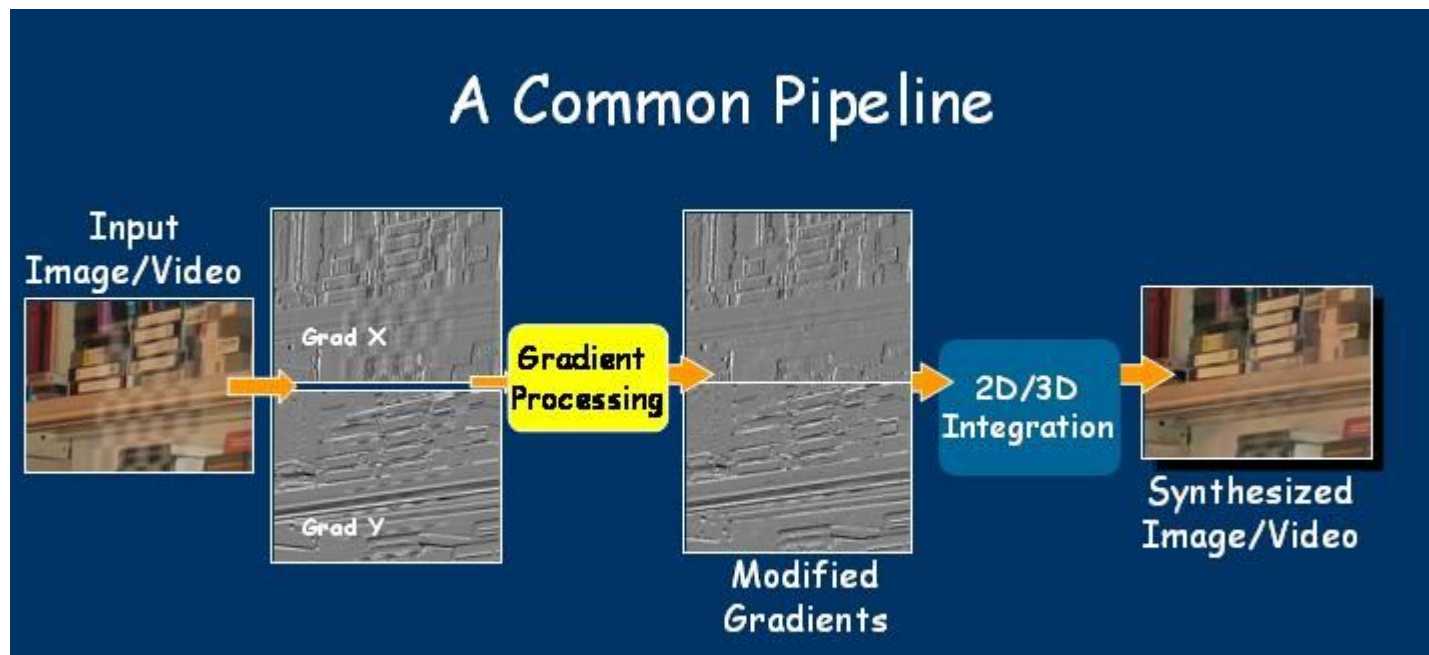 A Common Pipeline
Input
Image/Video
Grad X
Grad Y
Gradient
Processing
Modified
Gradients
2D/3D
Integration
Synthesized
Image/Video